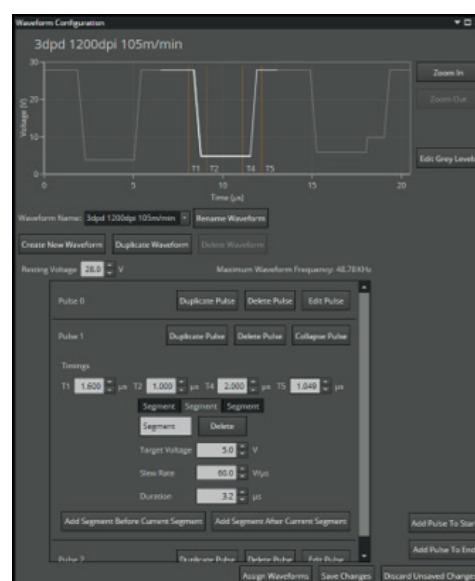 Waveform Configuration
3dpd 1200dpi 105m/min
30
20
10
0
Voltage (V)
T1 T2 T4 T5
0 5 10 15 20
Time (μs)
Zoom In
Zoom Out
Edit Grey Levels
Waveform Name: 3dpd 1200dpi 105m/min Rename Waveform
Create New Waveform Duplicate Waveform Delete Waveform
Resting Voltage 28.0 V Maximum Waveform Frequency: 48.78KHz
Pulse 0 Duplicate Pulse Delete Pulse Edit Pulse
Pulse 1 Duplicate Pulse Delete Pulse Collapse Pulse
Timings
T1 1.600 μs T2 1.000 μs T4 2.000 μs T5 1.049 μs
Segment Segment Segment
Segment Delete
Target Voltage 5.0 V
Slew Rate 60.0 V/μs
Duration 3.2 μs
Add Segment Before Current Segment Add Segment After Current Segment
Pulse 2 Duplicate Pulse Delete Pulse Edit Pulse
Add Pulse To Start
Add Pulse To End
Assign Waveforms Save Changes Discard Unsaved Changes